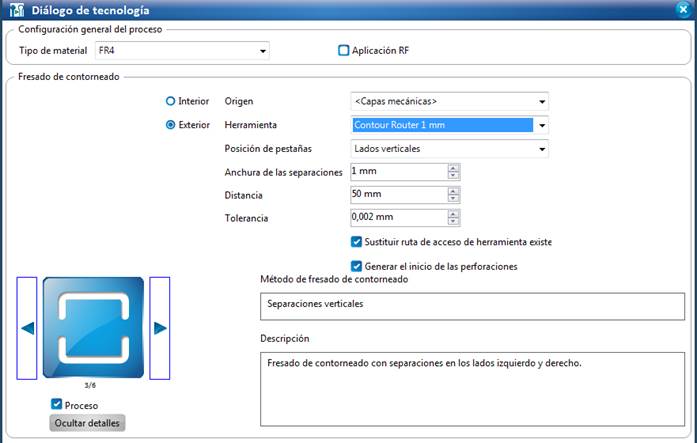 Diálogo de tecnología
Configuración general del proceso
Tipo de material FR4 Aplicación RF
Fresado de contorneado
Interior Origen <Capas mecánicas>
Exterior Herramienta Contour Router 1 mm
Posición de pestañas Lados verticales
Anchura de las separaciones 1 mm
Distancia 50 mm
Tolerancia 0,002 mm
Sustituir ruta de acceso de herramienta existe
Generar el inicio de las perforaciones
Método de fresado de contorneado
Separaciones verticales
Descripción
Fresado de contorneado con separaciones en los lados izquierdo y derecho.
3/6
Proceso
Ocultar detalles